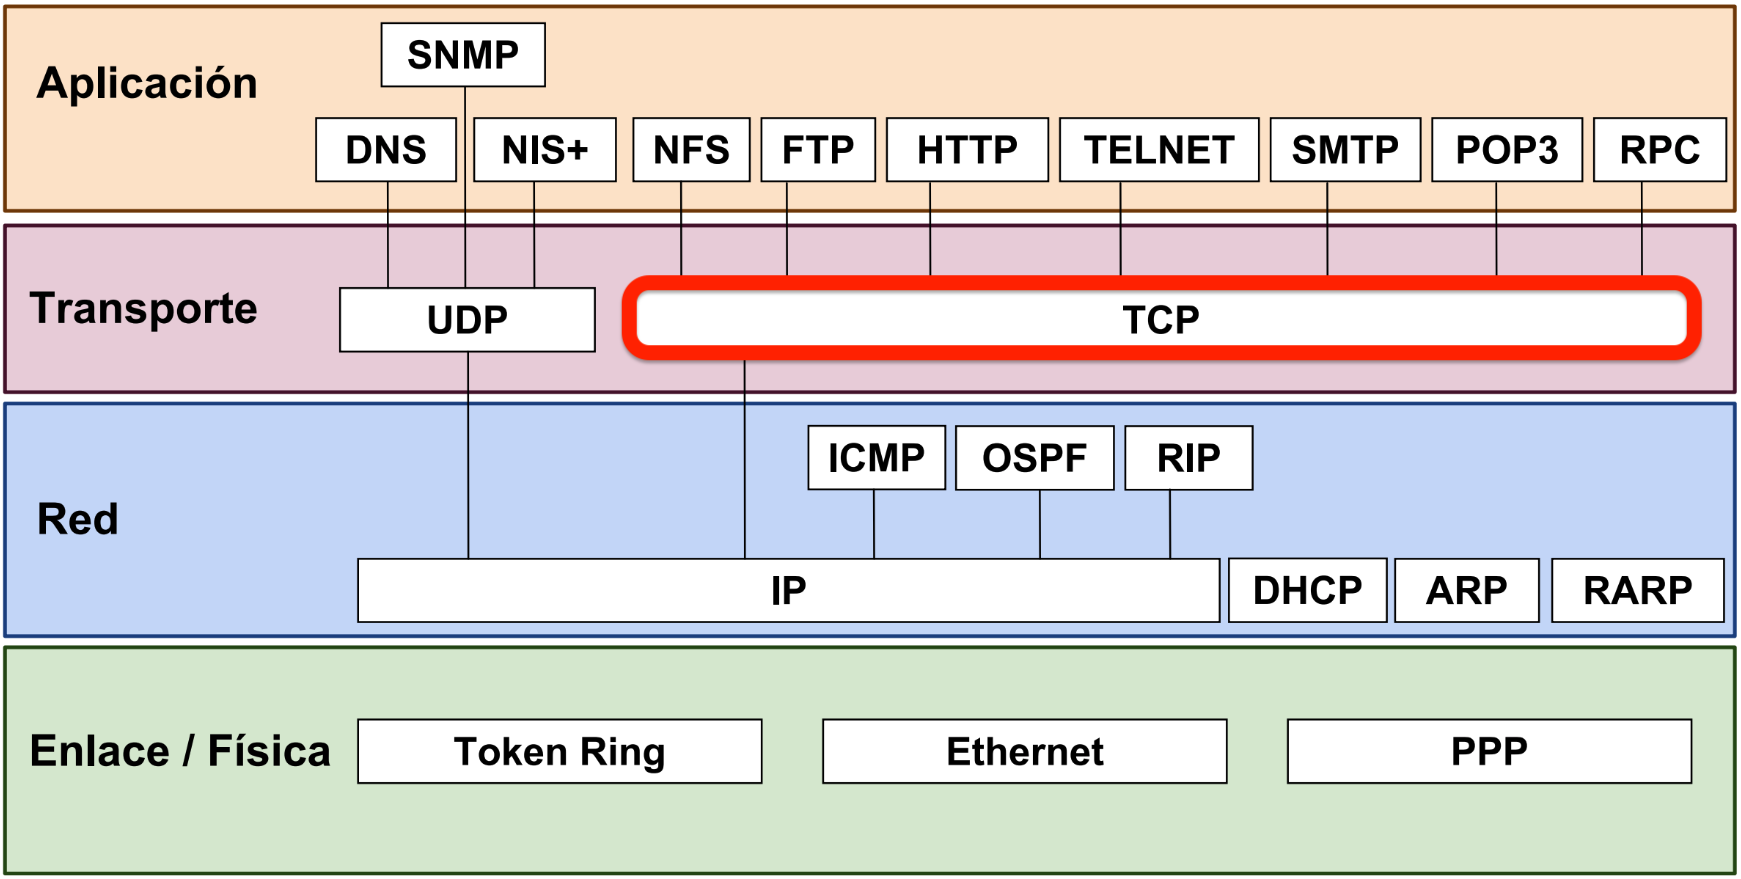 SNMP
Aplicación
DNS NIS+ NFS FTP HTTP TELNET SMTP POP3 RPC
Transporte UDP TCP
ICMP OSPF RIP
Red
IP DHCP ARP RARP
Enlace / Física Token Ring Ethernet PPP